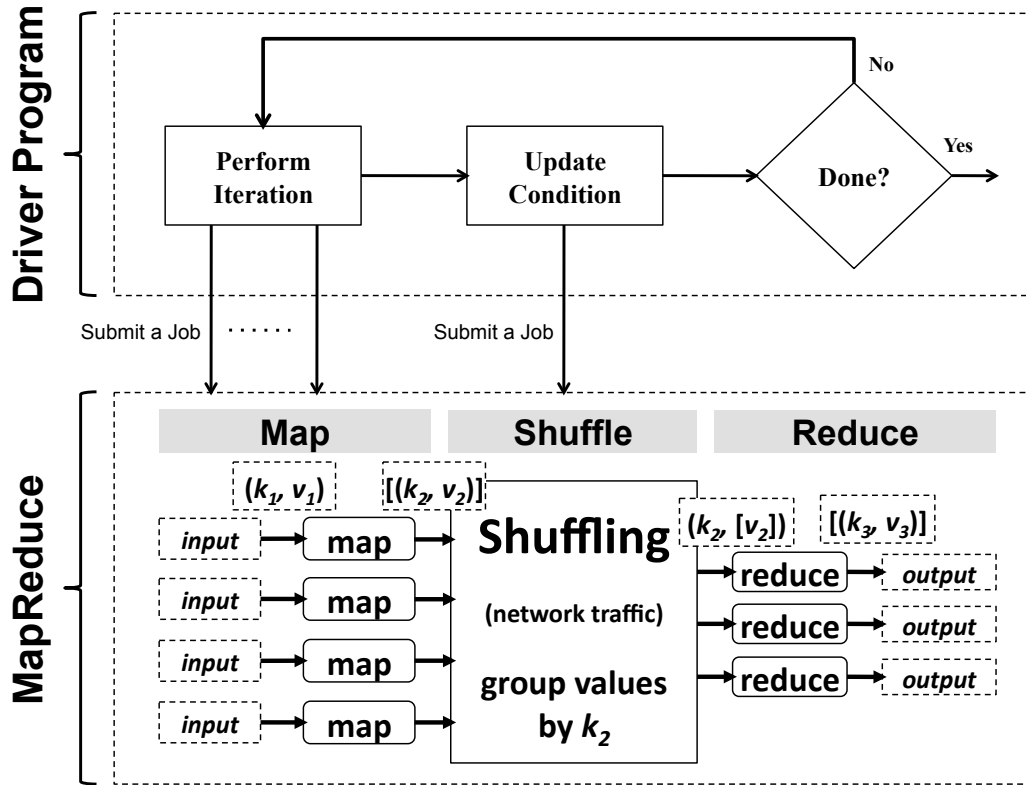 Driver Program
No
Yes
Perform
Iteration
Update
Condition
Done?
Submit a Job
. . . . . .
Submit a Job
MapReduce
Map
Shuffle
Reduce
(k₁, v₁)
[(k₂, v₂)]
(k₂, [v₂])
[(k₃, v₃)]
input
map
input
map
input
map
input
map
Shuffling
(network traffic)
group values
by k₂
reduce
output
reduce
output
reduce
output